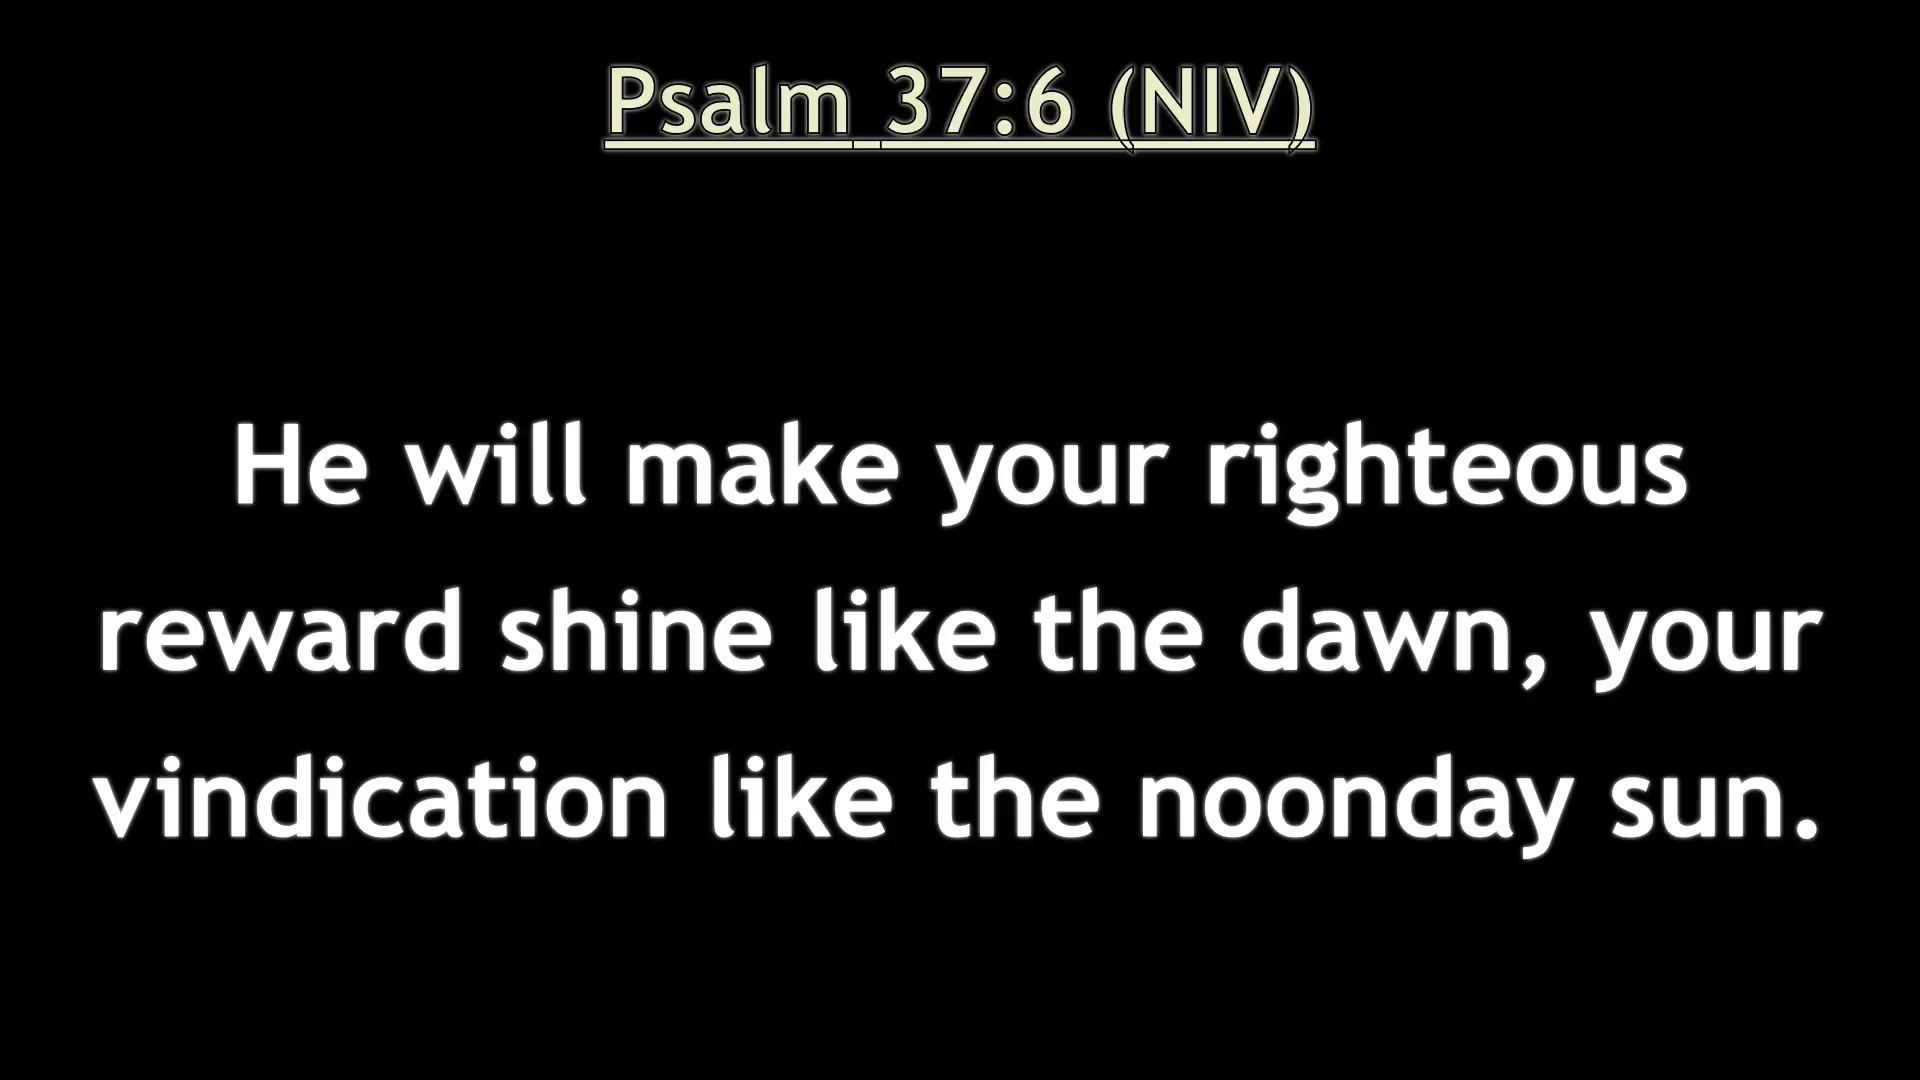 Psalm 37:6 (NIV)
He will make your righteous
reward shine like the dawn, your
vindication like the noonday sun.